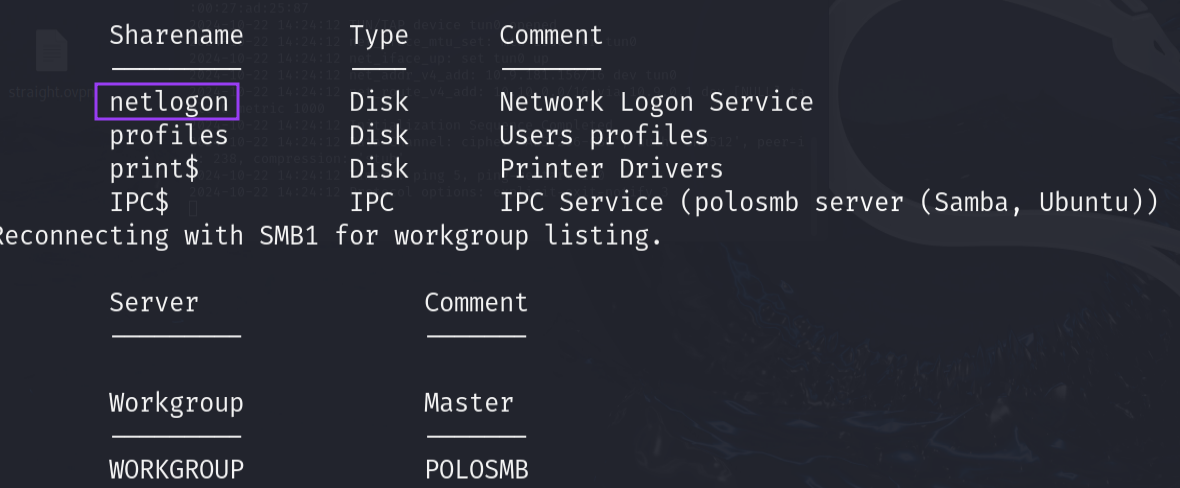 Sharename Type Comment
netlogon Disk Network Logon Service
profiles Disk Users profiles
print$ Disk Printer Drivers
IPC$ IPC IPC Service (polosmb server (Samba, Ubuntu))
Reconnecting with SMB1 for workgroup listing.
Server Comment
Workgroup Master
WORKGROUP POLOSMB